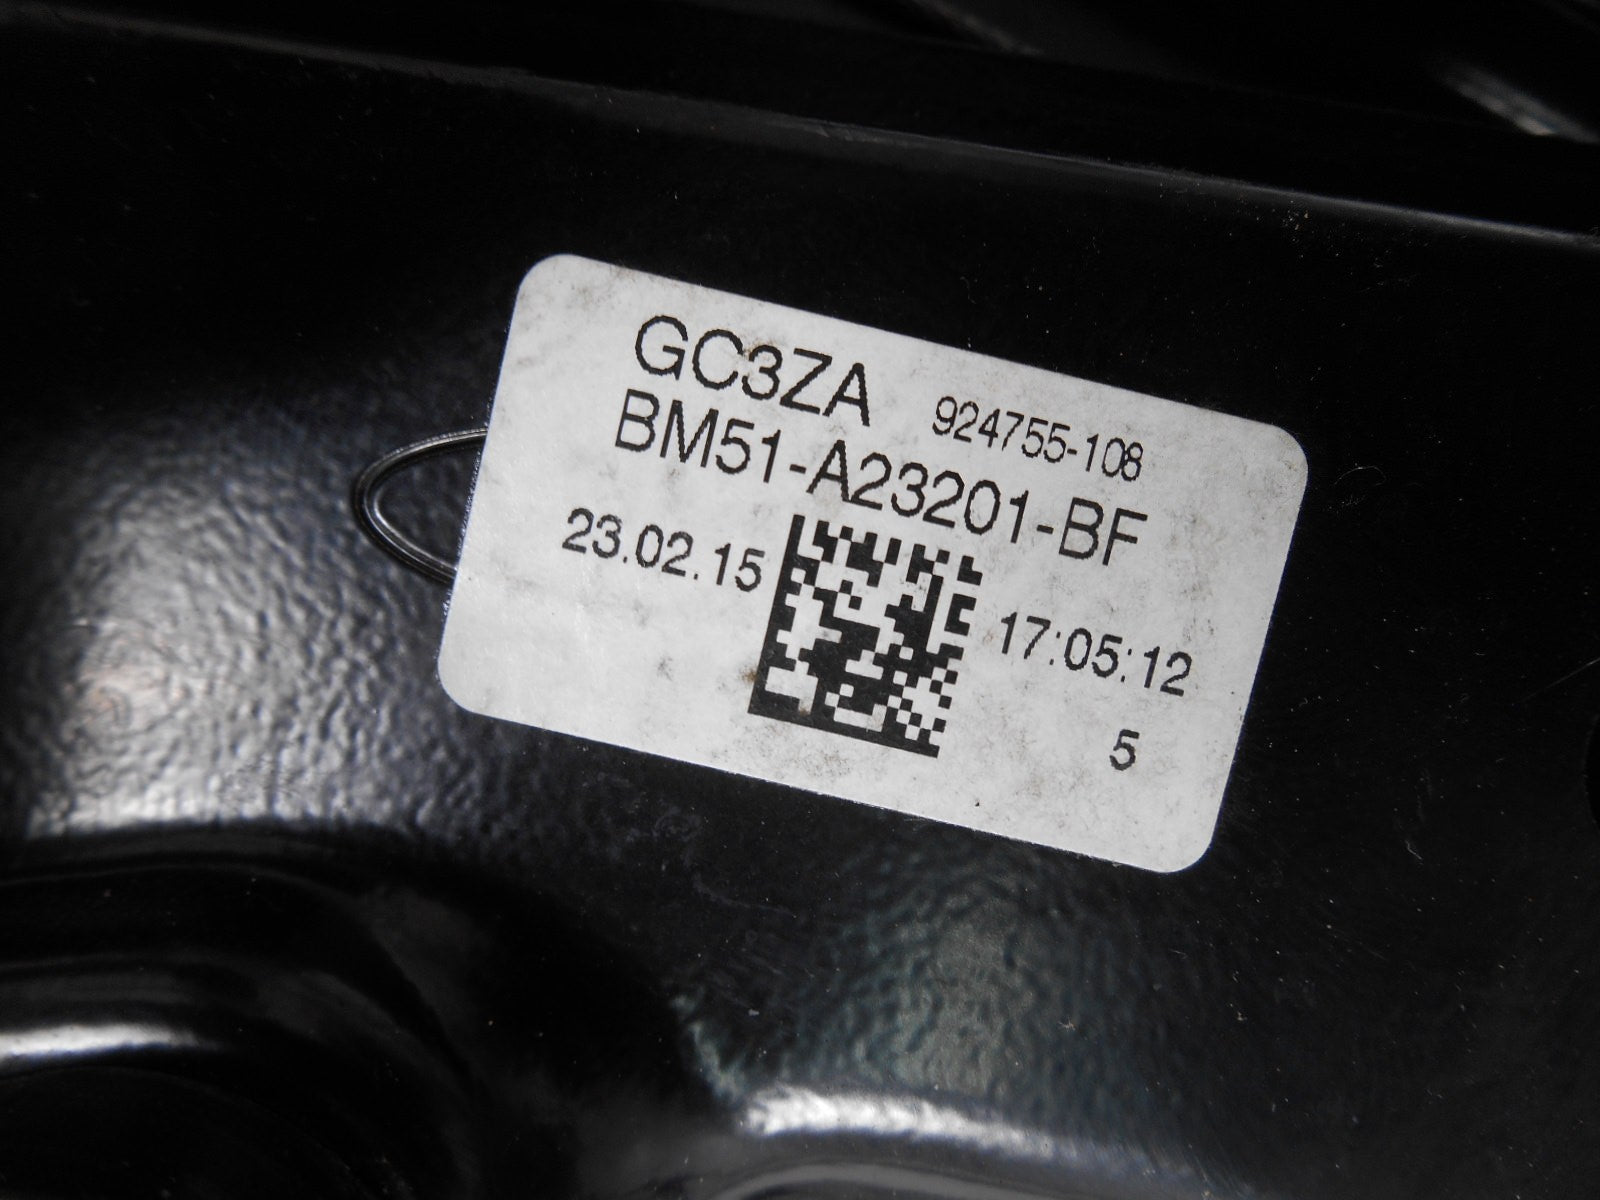 GC3ZA 924755-108
BM51-A23201-BF
23.02.15 17:05:12
5